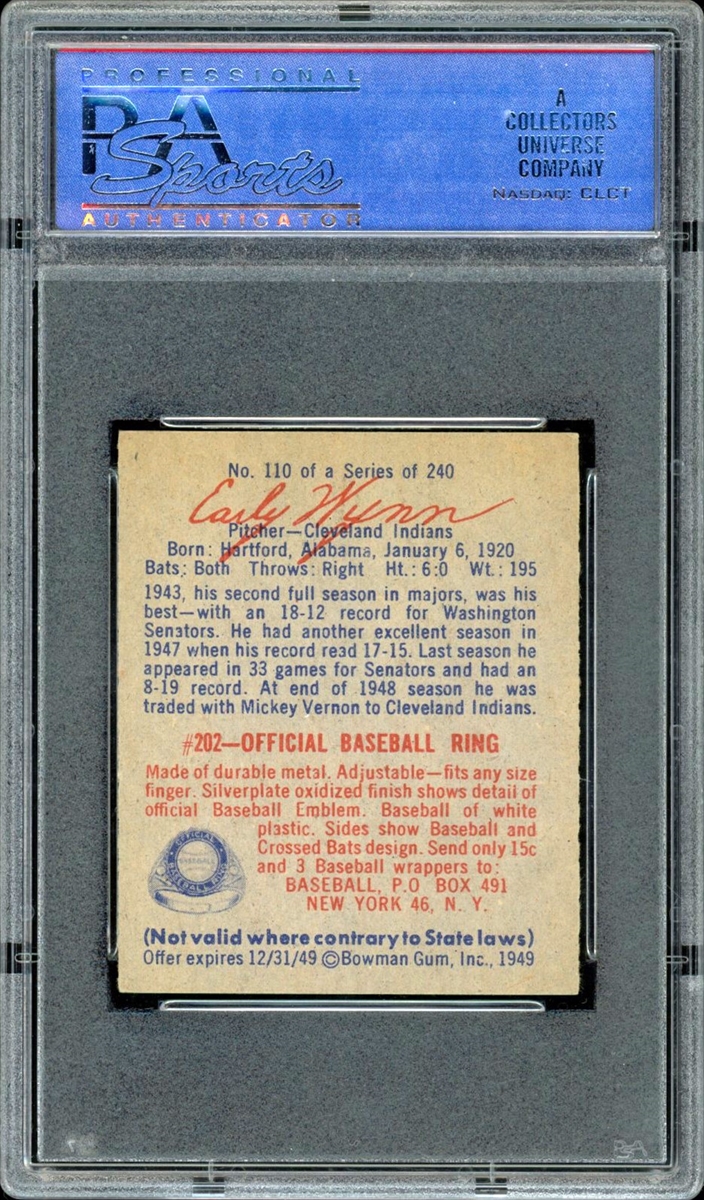 PROFESSIONAL
PSA
Sports
AUTHENTICATOR
A
COLLECTORS
UNIVERSE
COMPANY
NASDAQ: CLCT
No. 110 of a Series of 240
Early Wynn
Pitcher—Cleveland Indians
Born: Hartford, Alabama, January 6, 1920
Bats: Both Throws: Right Ht.: 6:0 Wt.: 195
1943, his second full season in majors, was his
best—with an 18-12 record for Washington
Senators. He had another excellent season in
1947 when his record read 17-15. Last season he
appeared in 33 games for Senators and had an
8-19 record. At end of 1948 season he was
traded with Mickey Vernon to Cleveland Indians.
#202—OFFICIAL BASEBALL RING
Made of durable metal. Adjustable—fits any size
finger. Silverplate oxidized finish shows detail of
official Baseball Emblem. Baseball of white
plastic. Sides show Baseball and
Crossed Bats design. Send only 15c
and 3 Baseball wrappers to:
BASEBALL, P.O BOX 491
NEW YORK 46, N. Y.
OFFICIAL
BASEBALL
BASEBALL RING
(Not valid where contrary to State laws)
Offer expires 12/31/49 ©Bowman Gum, Inc., 1949
PSA